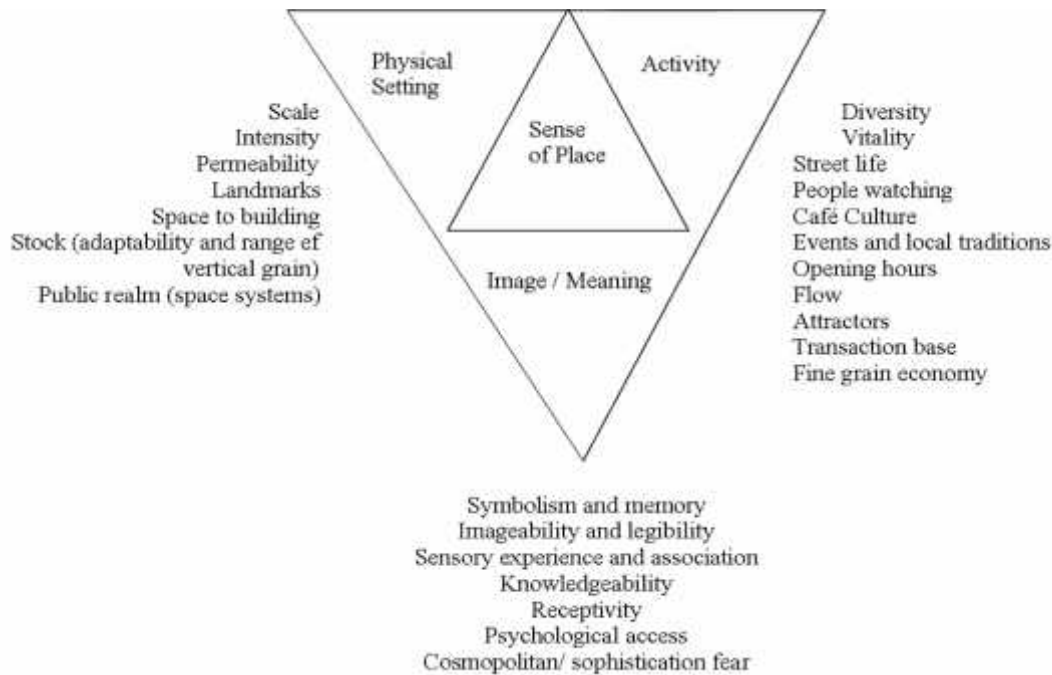 Physical
Setting
Activity
Sense
of Place
Image / Meaning
Scale
Intensity
Permeability
Landmarks
Space to building
Stock (adaptability and range ef
vertical grain)
Public realm (space systems)
Diversity
Vitality
Street life
People watching
Café Culture
Events and local traditions
Opening hours
Flow
Attractors
Transaction base
Fine grain economy
Symbolism and memory
Imageability and legibility
Sensory experience and association
Knowledgeability
Receptivity
Psychological access
Cosmopolitan/ sophistication fear